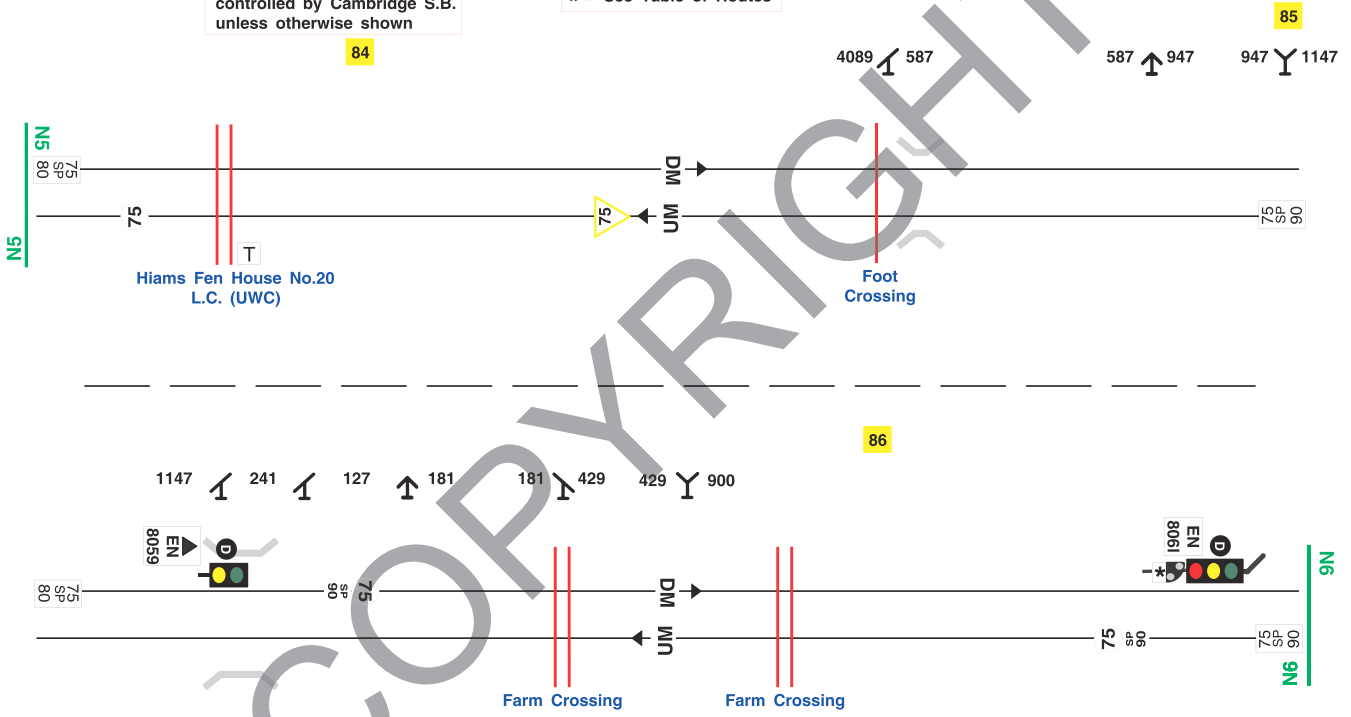 controlled by Cambridge S.B.
unless otherwise shown
84
85
4089 587
587 947
947 1147
N5
75
SP
80
DM
75
75
UM
75
SP
90
N5
T
Hiams Fen House No.20
L.C. (UWC)
Foot
Crossing
86
1147
241
127
181
181
429
429
900
EN
8059
D
EN
8061
D
*
N6
75
SP
80
75
SP
90
DM
UM
75
SP
90
75
SP
90
N6
Farm Crossing
Farm Crossing
COPYRIGHT